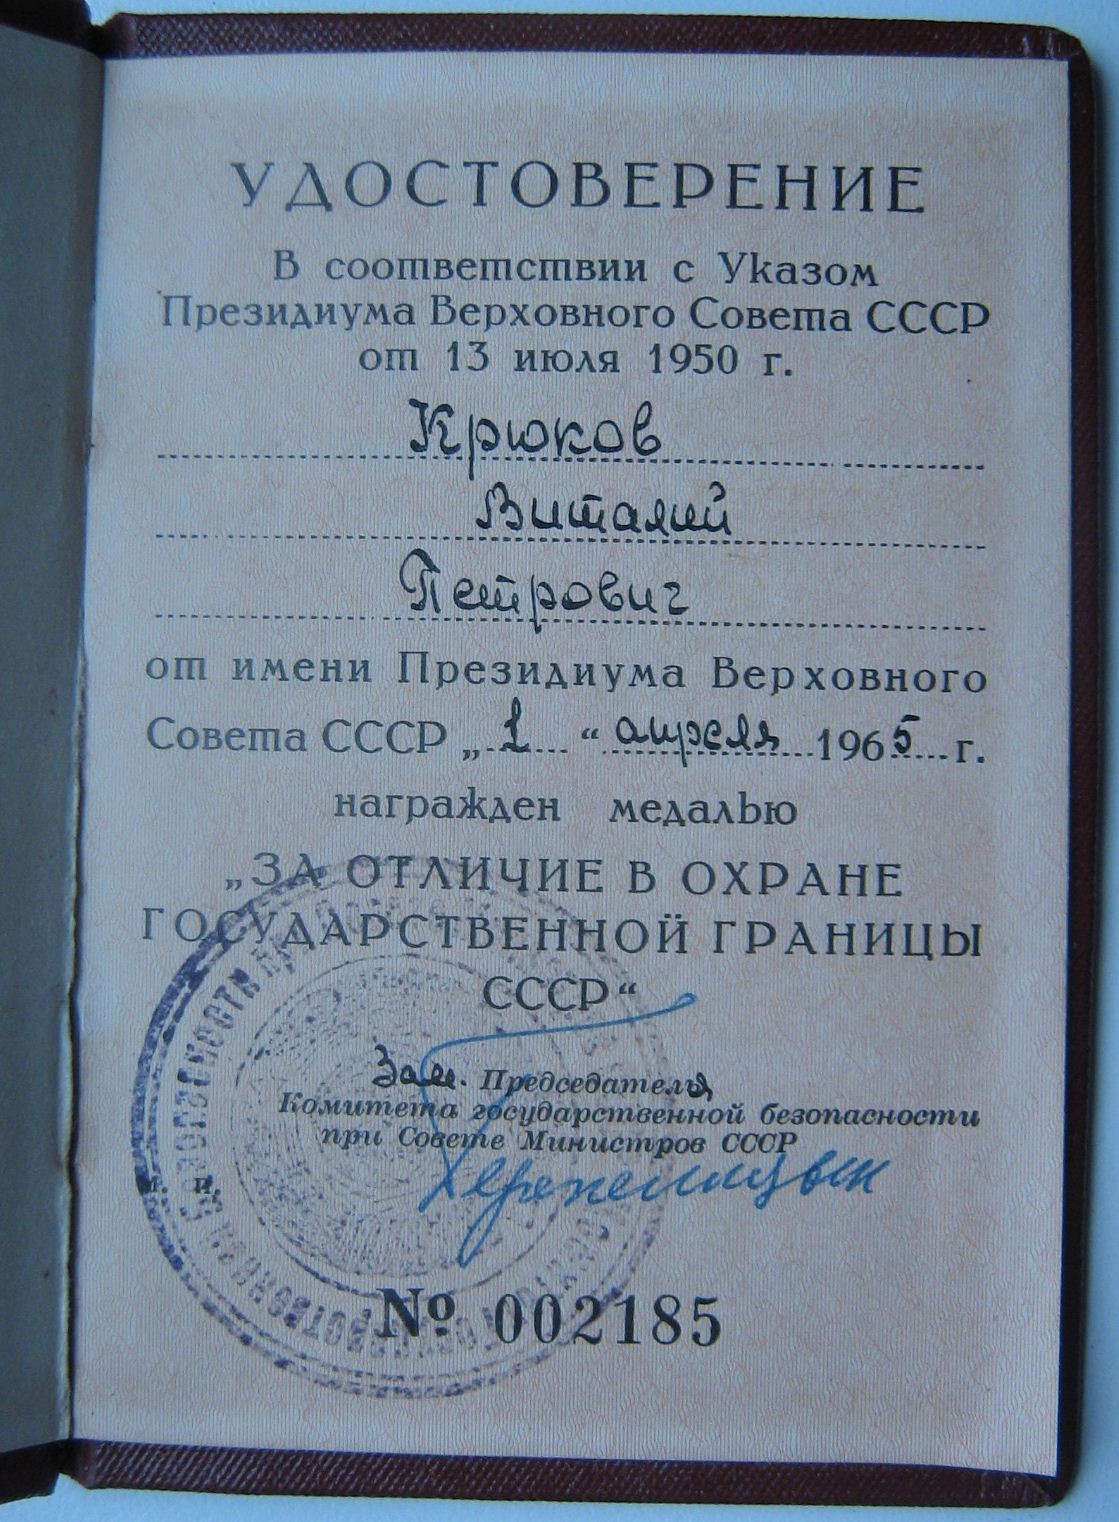 УДОСТОВЕРЕНИЕ
В соответствии с Указом
Президиума Верховного Совета СССР
от 13 июля 1950 г.
Крюков
Виталий
Петрович
от имени Президиума Верховного
Совета СССР „ 1 “ апреля 1965 г.
награжден медалью
„ЗА ОТЛИЧИЕ В ОХРАНЕ
ГОСУДАРСТВЕННОЙ ГРАНИЦЫ
СССР“
Зам. Председателя
Комитета государственной безопасности
при Совете Министров СССР
М. П.
№ 002185